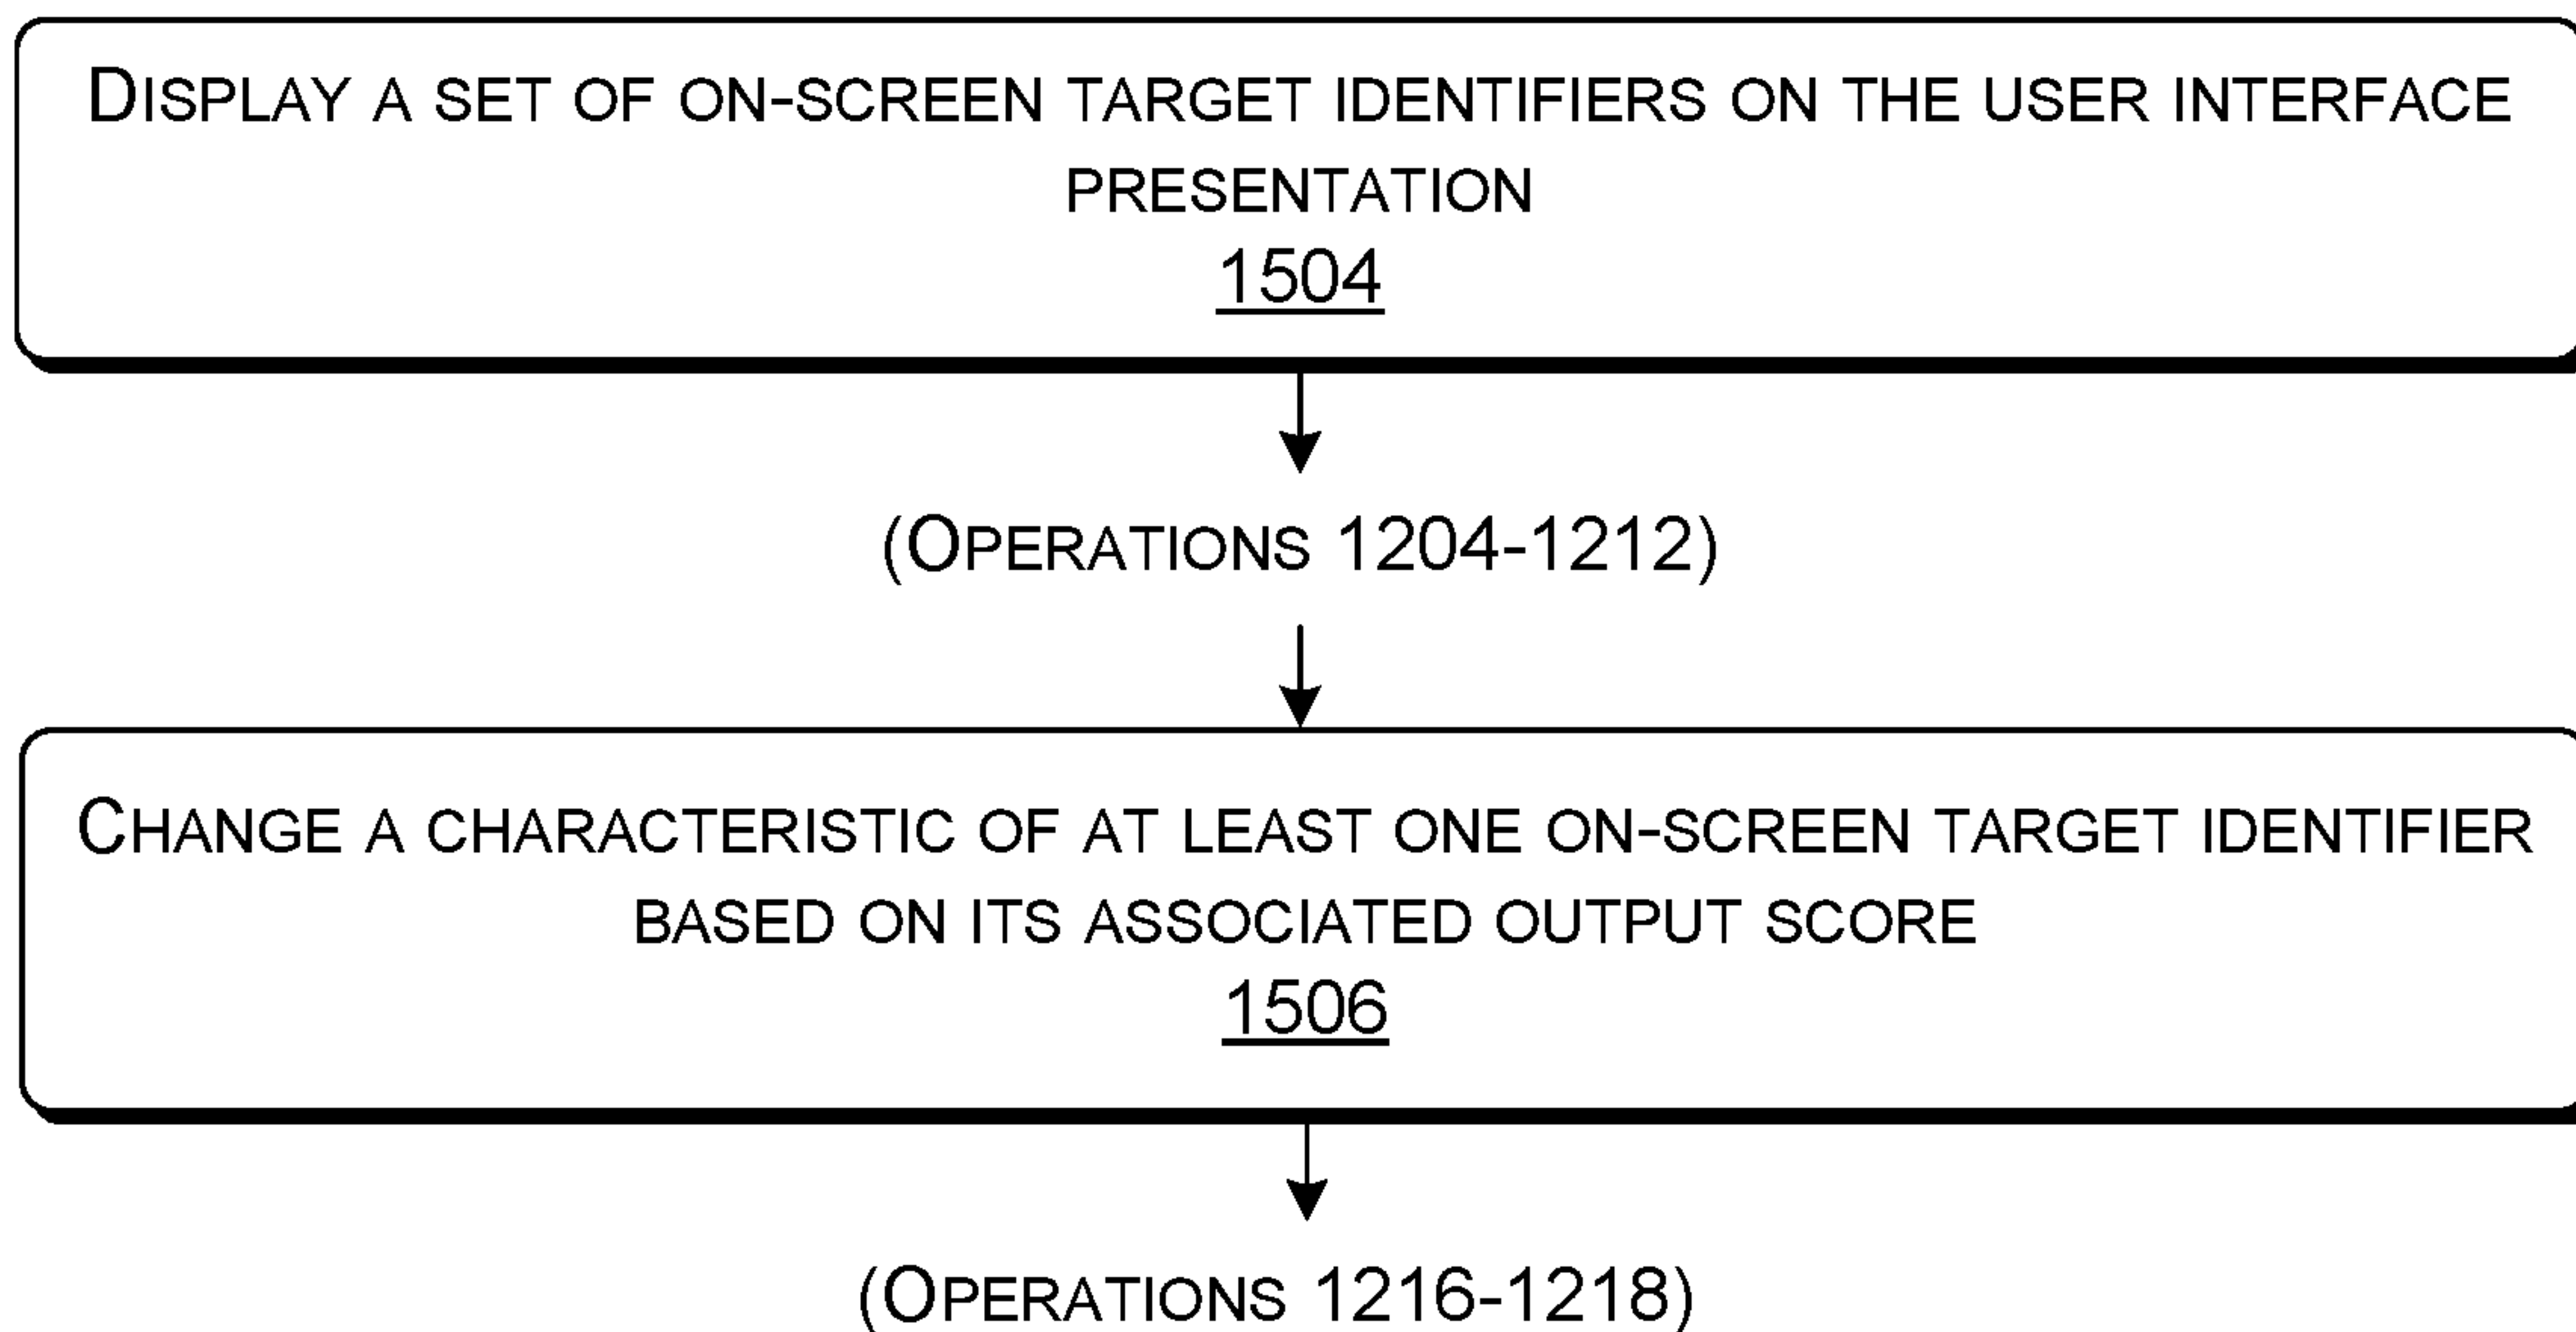 DISPLAY A SET OF ON-SCREEN TARGET IDENTIFIERS ON THE USER INTERFACE
PRESENTATION
1504
(OPERATIONS 1204-1212)
CHANGE A CHARACTERISTIC OF AT LEAST ONE ON-SCREEN TARGET IDENTIFIER
BASED ON ITS ASSOCIATED OUTPUT SCORE
1506
(OPERATIONS 1216-1218)